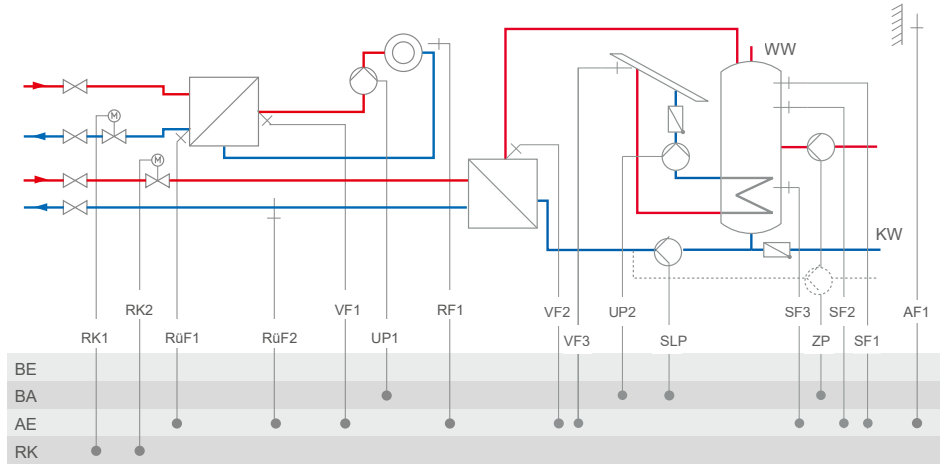 WW
M
M
KW
RK2 VF1 RF1 VF2 UP2 SF3 SF2 AF1
RK1 RüF1 RüF2 UP1 VF3 SLP ZP SF1
BE
BA
AE
RK